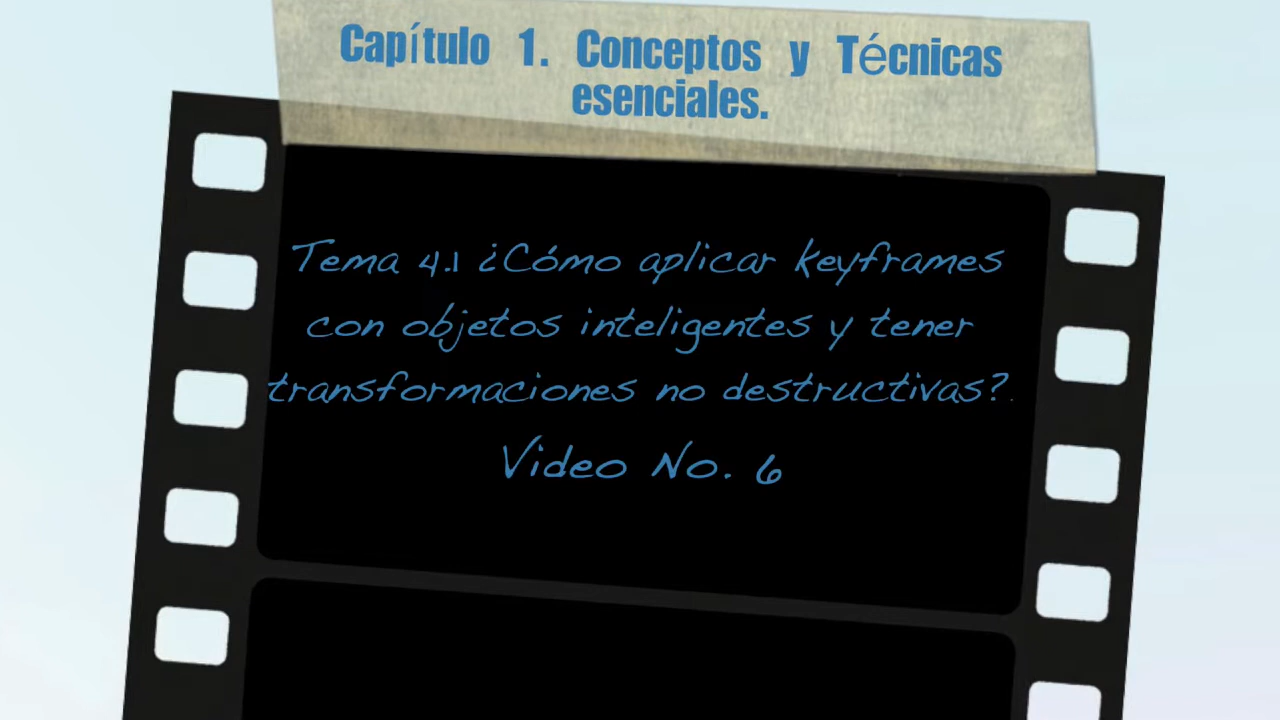 Capítulo 1. Conceptos y Técnicas
esenciales.
Tema 4.1 ¿Cómo aplicar keyframes
con objetos inteligentes y tener
transformaciones no destructivas?.
Video No. 6